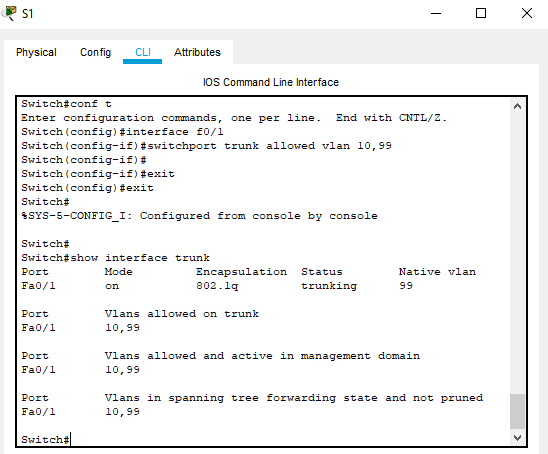 S1
Physical Config CLI Attributes
IOS Command Line Interface
Switch#conf t
Enter configuration commands, one per line.  End with CNTL/Z.
Switch(config)#interface f0/1
Switch(config-if)#switchport trunk allowed vlan 10,99
Switch(config-if)#
Switch(config-if)#exit
Switch(config)#exit
Switch#
%SYS-5-CONFIG_I: Configured from console by console
Switch#
Switch#show interface trunk
Port        Mode         Encapsulation  Status        Native vlan
Fa0/1       on           802.1q         trunking      99
Port        Vlans allowed on trunk
Fa0/1       10,99
Port        Vlans allowed and active in management domain
Fa0/1       10,99
Port        Vlans in spanning tree forwarding state and not pruned
Fa0/1       10,99
Switch#